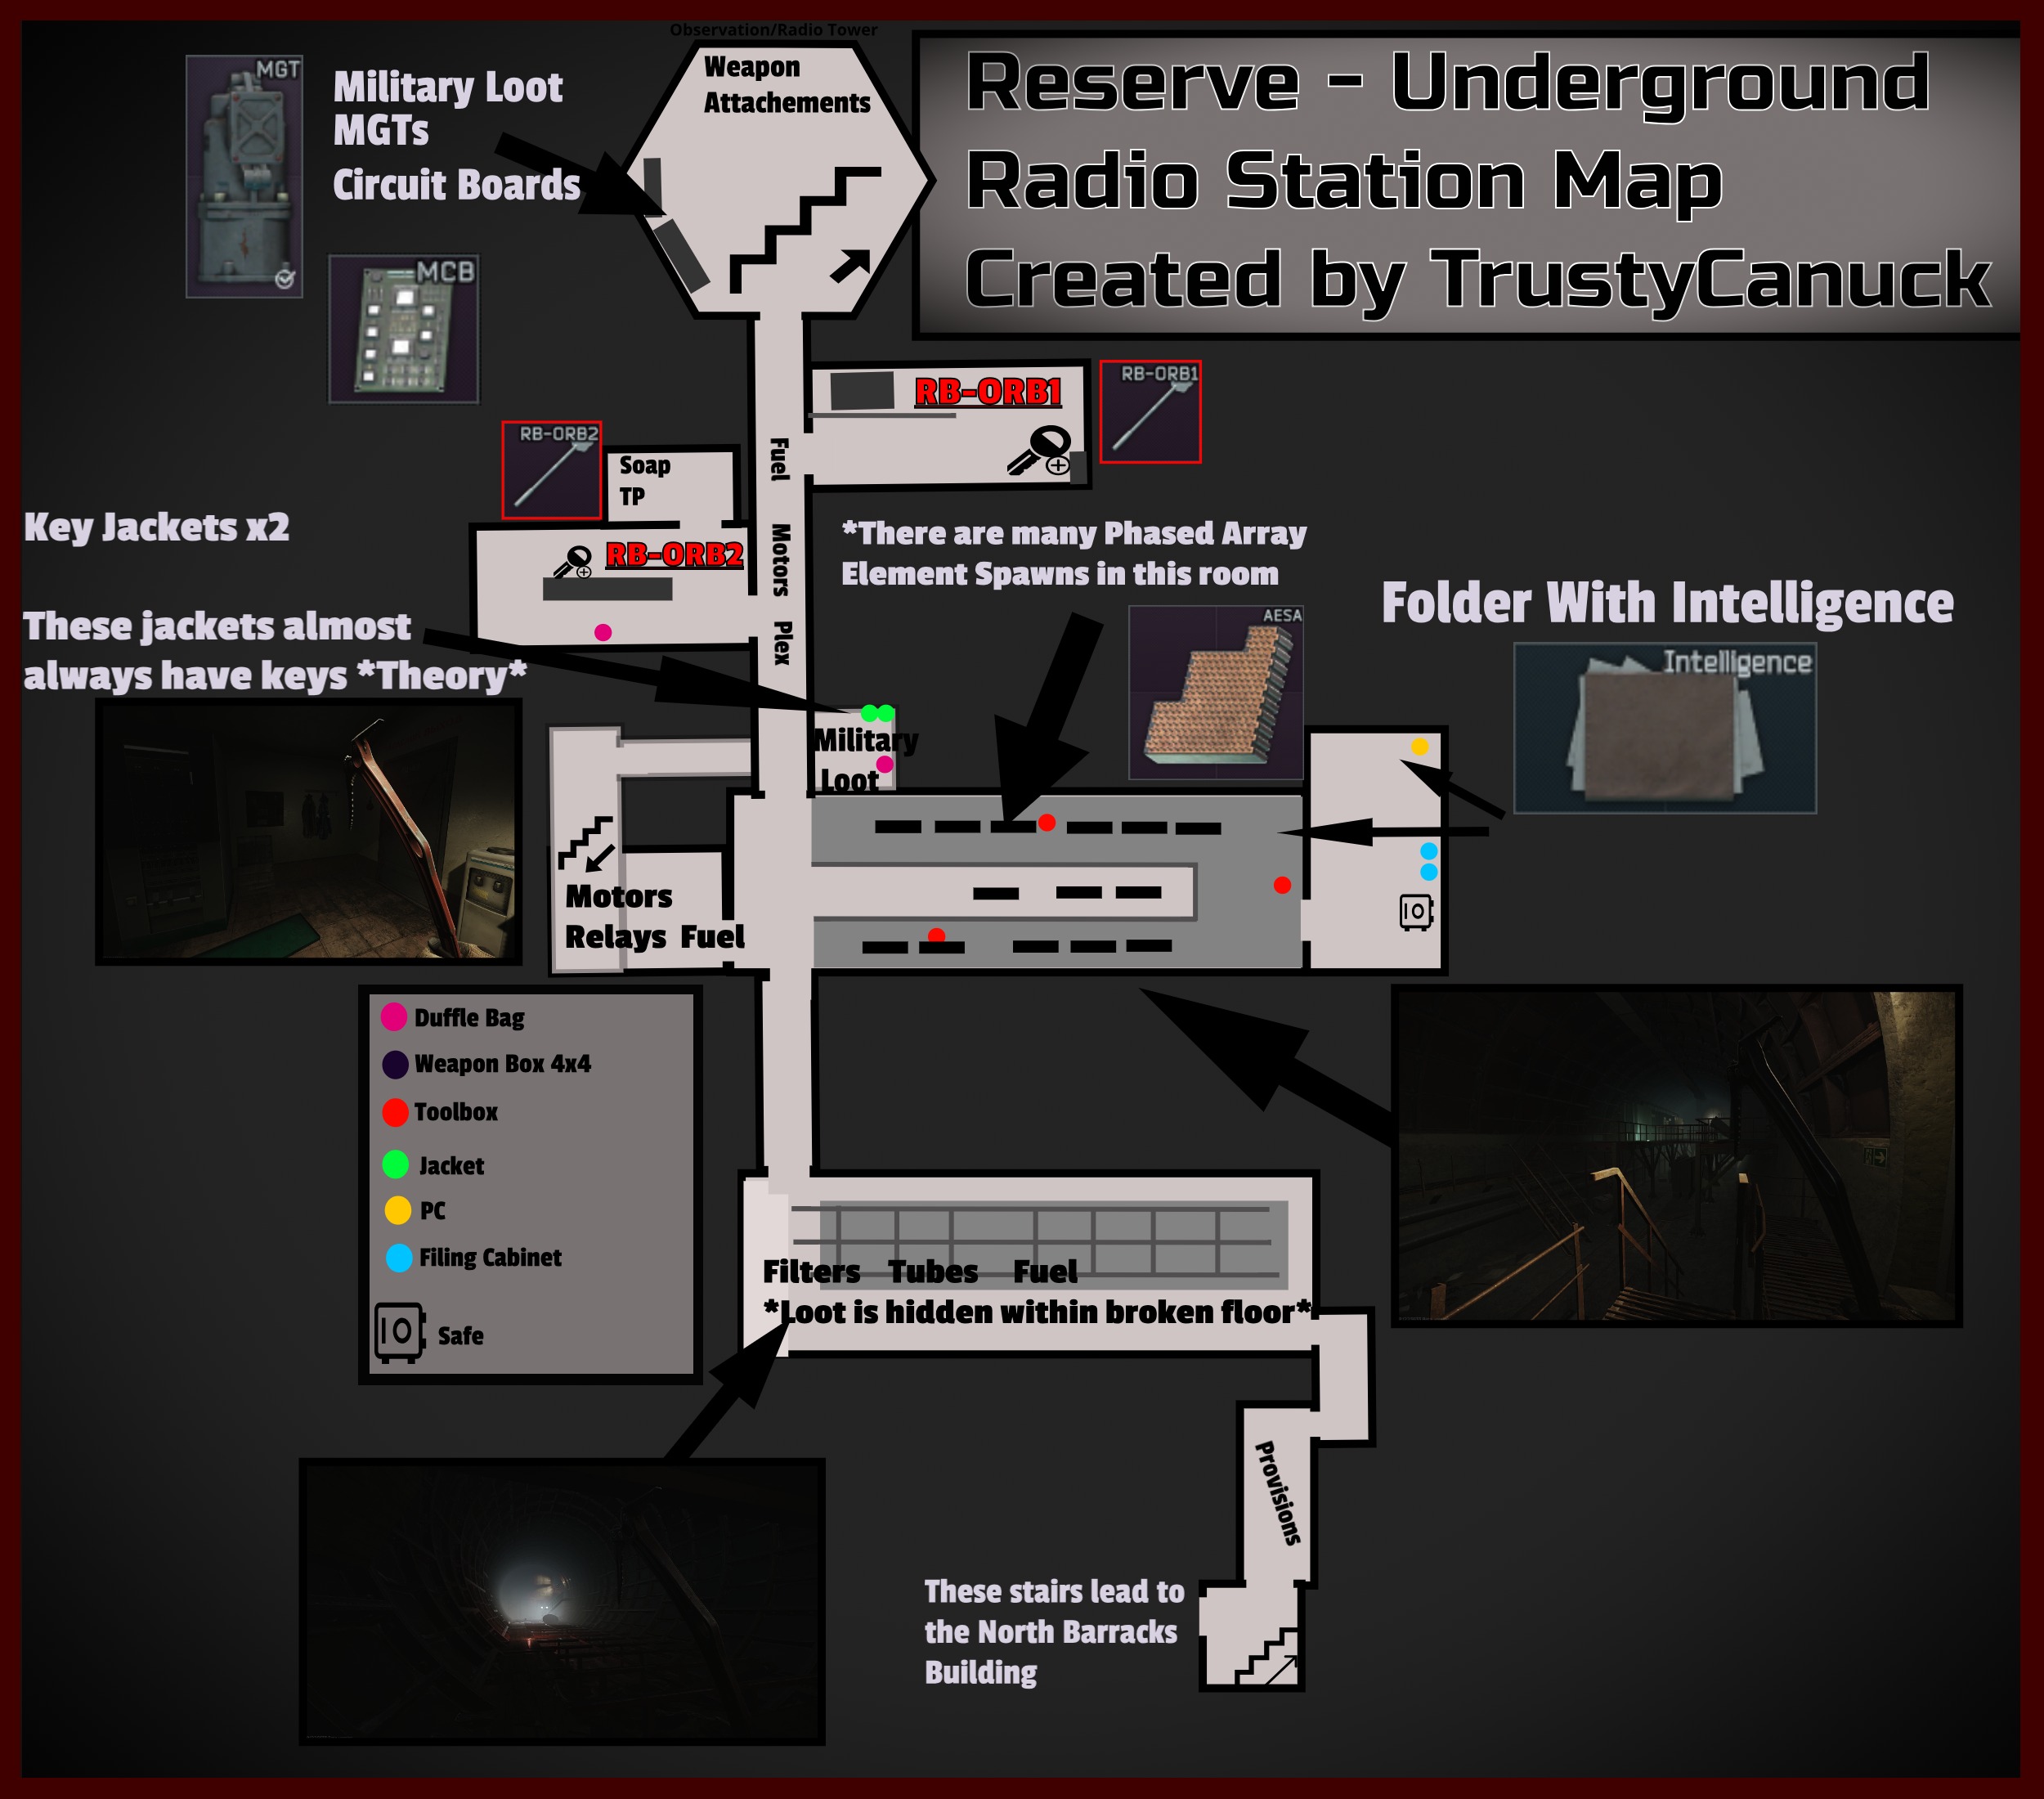 Observation/Radio Tower
Weapon
Attachements
Reserve - Underground
Radio Station Map
Created by TrustyCanuck
MGT
Military Loot
MGTs
Circuit Boards
MCB
RB-ORB1
RB-ORB1
RB-ORB2
Soap
TP
RB-ORB2
Fuel
Motors
Plex
Key Jackets x2
These jackets almost
always have keys *Theory*
*There are many Phased Array
Element Spawns in this room
AESA
Folder With Intelligence
Intelligence
Military
Loot
Motors
Relays Fuel
Duffle Bag
Weapon Box 4x4
Toolbox
Jacket
PC
Filing Cabinet
Safe
Filters Tubes Fuel
*Loot is hidden within broken floor*
Provisions
These stairs lead to
the North Barracks
Building